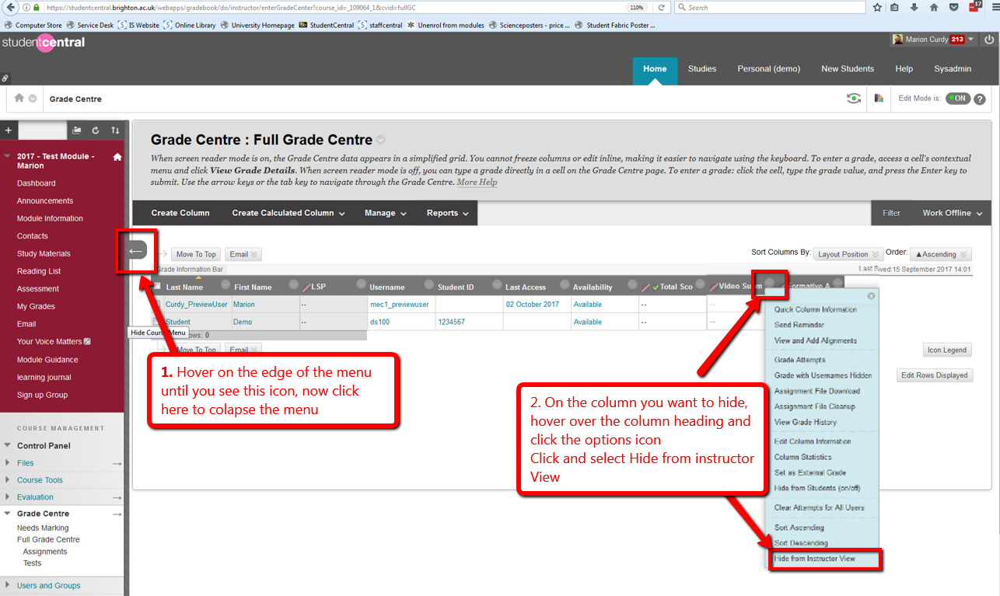 https://studentcentral.brighton.ac.uk/webapps/gradebook/do/instructor/enterGradeCenter?course_id=_109064_1&cvid=fullGC
110%
Search
17
Computer Store
Service Desk
IS Website
Online Library
University Homepage
StudentCentral
staffcentral
Unenrol from modules
Scienceposters - price ...
Student Fabric Poster ...
studentcentral
Marion Curdy 213
Home
Studies
Personal (demo)
New Students
Help
Sysadmin
Grade Centre
Edit Mode is: ON ?
2017 - Test Module -
Marion
Dashboard
Announcements
Module Information
Contacts
Study Materials
Reading List
Assessment
My Grades
Email
Your Voice Matters
Module Guidance
learning journal
Sign up Group
COURSE MANAGEMENT
Control Panel
Files
Course Tools
Evaluation
Grade Centre
Needs Marking
Full Grade Centre
Assignments
Tests
Users and Groups
Grade Centre : Full Grade Centre
When screen reader mode is on, the Grade Centre data appears in a simplified grid. You cannot freeze columns or edit inline, making it easier to navigate using the keyboard. To enter a grade, access a cell's contextual
menu and click View Grade Details. When screen reader mode is off, you can type a grade directly in a cell on the Grade Centre page. To enter a grade: click the cell, type the grade value, and press the Enter key to
submit. Use the arrow keys or the tab key to navigate through the Grade Centre. More Help
Create Column
Create Calculated Column
Manage
Reports
Filter
Work Offline
Move To Top
Email
Sort Columns By: Layout Position
Order: ▲Ascending
Grade Information Bar
Last Saved:15 September 2017 14:01
Last Name
First Name
LSP
Username
Student ID
Last Access
Availability
Total Sco
Video Summ
Formative A
Curdy_PreviewUser
Marion
--
mec1_previewuser
02 October 2017
Available
--
--
Student
Demo
--
ds100
1234567
Available
--
--
Hide Course Menu
Rows: 0
Move To Top
Email
Icon Legend
Edit Rows Displayed
1. Hover on the edge of the menu
until you see this icon, now click
here to colapse the menu
2. On the column you want to hide,
hover over the column heading and
click the options icon
Click and select Hide from instructor
View
Quick Column Information
Send Reminder
View and Add Alignments
Grade Attempts
Grade with Usernames Hidden
Assignment File Download
Assignment File Cleanup
View Grade History
Edit Column Information
Column Statistics
Set as External Grade
Hide from Students (on/off)
Clear Attempts for All Users
Sort Ascending
Sort Descending
Hide from Instructor View